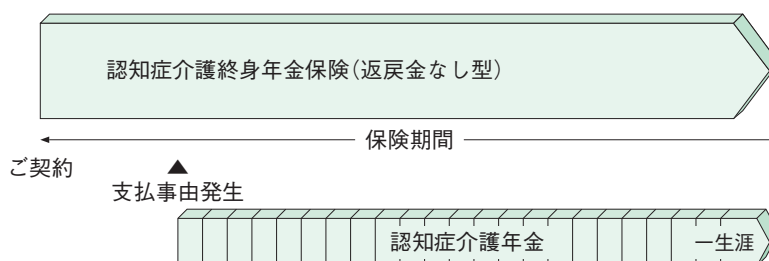 認知症介護終身年金保険（返戻金なし型）
保険期間
ご契約
支払事由発生
認知症介護年金
一生涯